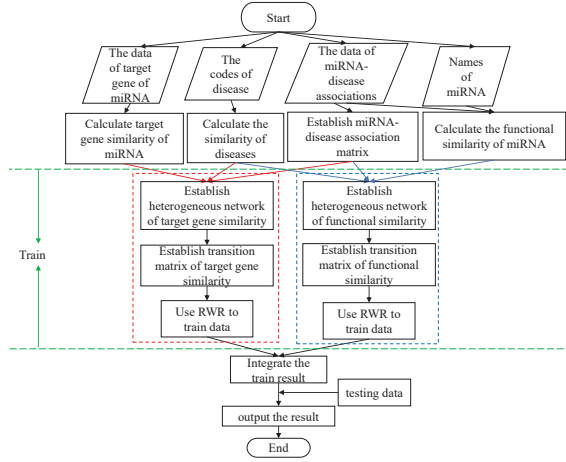 Start
The data
of target
gene of
miRNA
The
codes of
disease
The data of
miRNA-
disease
associations
Names
of
miRNA
Calculate target
gene similarity of
miRNA
Calculate the
similarity of
diseases
Establish miRNA-
disease association
matrix
Calculate the functional
similarity of miRNA
Train
Establish
heterogeneous network
of target gene similarity
Establish
heterogeneous network
of functional similarity
Establish transition
matrix of target gene
similarity
Establish transition
matrix of functional
similarity
Use RWR to
train data
Use RWR to
train data
Integrate the
train result
testing data
output the result
End